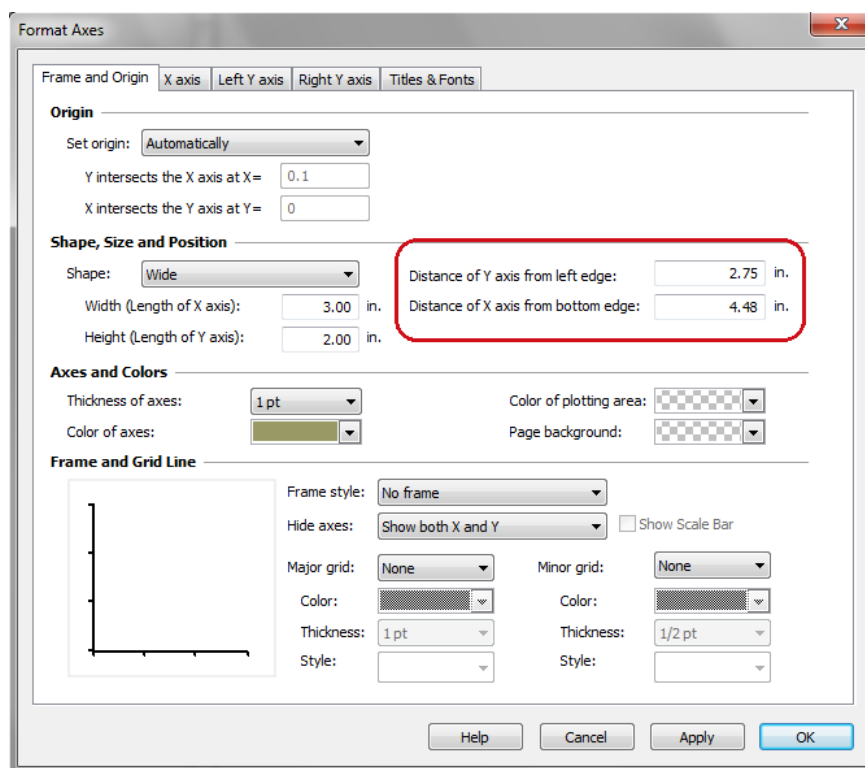 Format Axes
Frame and Origin X axis Left Y axis Right Y axis Titles & Fonts
Origin
Set origin: Automatically
Y intersects the X axis at X= 0.1
X intersects the Y axis at Y= 0
Shape, Size and Position
Shape: Wide Distance of Y axis from left edge: 2.75 in.
Width (Length of X axis): 3.00 in. Distance of X axis from bottom edge: 4.48 in.
Height (Length of Y axis): 2.00 in.
Axes and Colors
Thickness of axes: 1 pt Color of plotting area:
Color of axes: Page background:
Frame and Grid Line
Frame style: No frame
Hide axes: Show both X and Y Show Scale Bar
Major grid: None Minor grid: None
Color: Color:
Thickness: 1 pt Thickness: 1/2 pt
Style: Style:
Help Cancel Apply OK